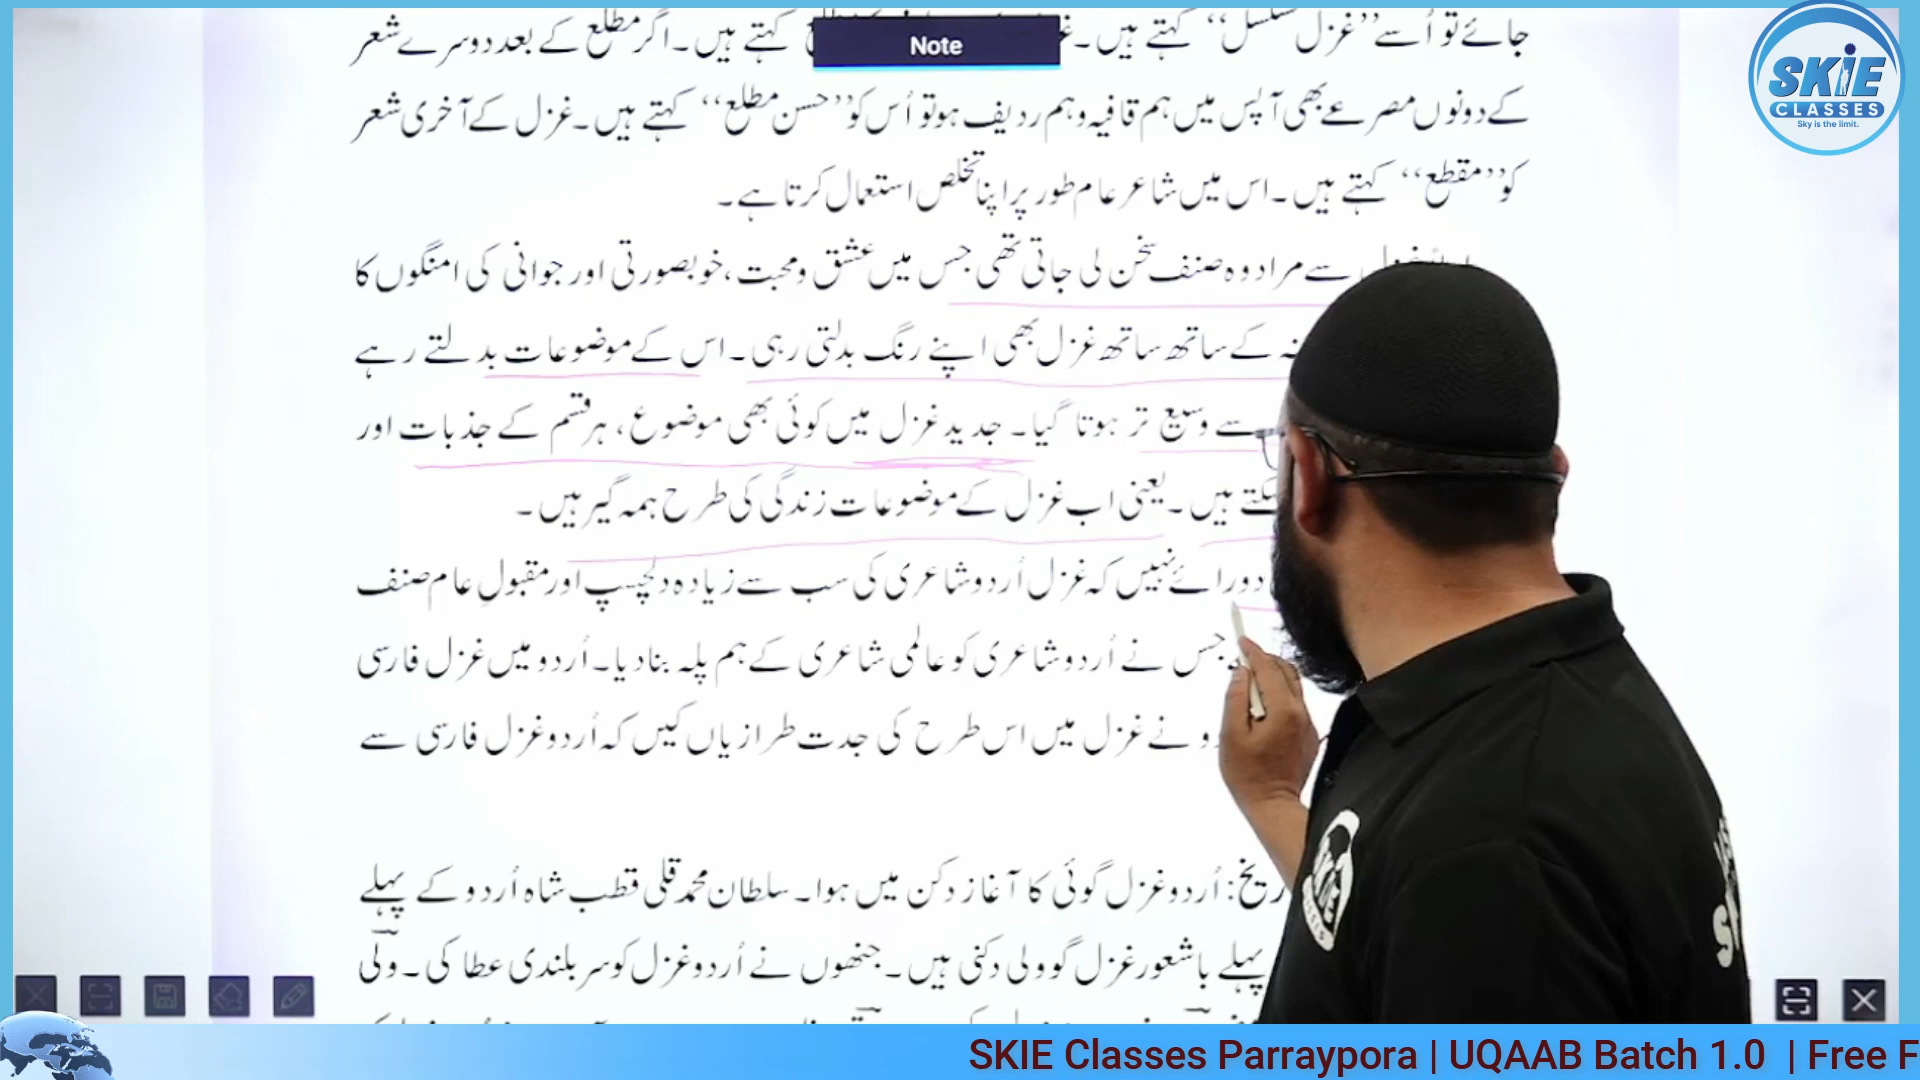 جائے تو اُسے ’’غزل مسلسل‘‘ کہتے ہیں۔ کہتے ہیں۔ اگر مطلع کے بعد دوسرے شعر
Note
کے دونوں مصرعے بھی آپس میں ہم قافیہ و ہم ردیف ہو تو اُس کو ’’حسن مطلع‘‘ کہتے ہیں۔ غزل کے آخری شعر
کو ’’مقطع‘‘ کہتے ہیں۔ اس میں شاعر عام طور پر اپنا تخلص استعمال کرتا ہے۔
سے مراد وہ صنف سخن لی جاتی تھی جس میں عشق و محبت، خوبصورتی اور جوانی کی امنگوں کا
کے ساتھ ساتھ غزل بھی اپنے رنگ بدلتی رہی۔ اس کے موضوعات بدلتے رہے
سے وسیع تر ہوتا گیا۔ جدید غزل میں کوئی بھی موضوع، ہر قسم کے جذبات اور
سکتے ہیں۔ یعنی اب غزل کے موضوعات زندگی کی طرح ہمہ گیر ہیں۔
دورائے نہیں کہ غزل اُردو شاعری کی سب سے زیادہ دلچسپ اور مقبولِ عام صنف
جس نے اُردو شاعری کو عالمی شاعری کے ہم پلہ بنا دیا۔ اُردو میں غزل فارسی
نے غزل میں اس طرح کی جدت طرازیاں کیں کہ اُردو غزل فارسی سے
ریخ: اُردو غزل گوئی کا آغاز دکن میں ہوا۔ سلطان محمد قلی قطب شاہ اُردو کے پہلے
پہلے باشعور غزل گو ولی دکنی ہیں۔ جنھوں نے اُردو غزل کو سر بلندی عطا کی۔ ولی
SKIE
CLASSES
Sky is the limit.
SKIE Classes Parraypora | UQAAB Batch 1.0 | Free F